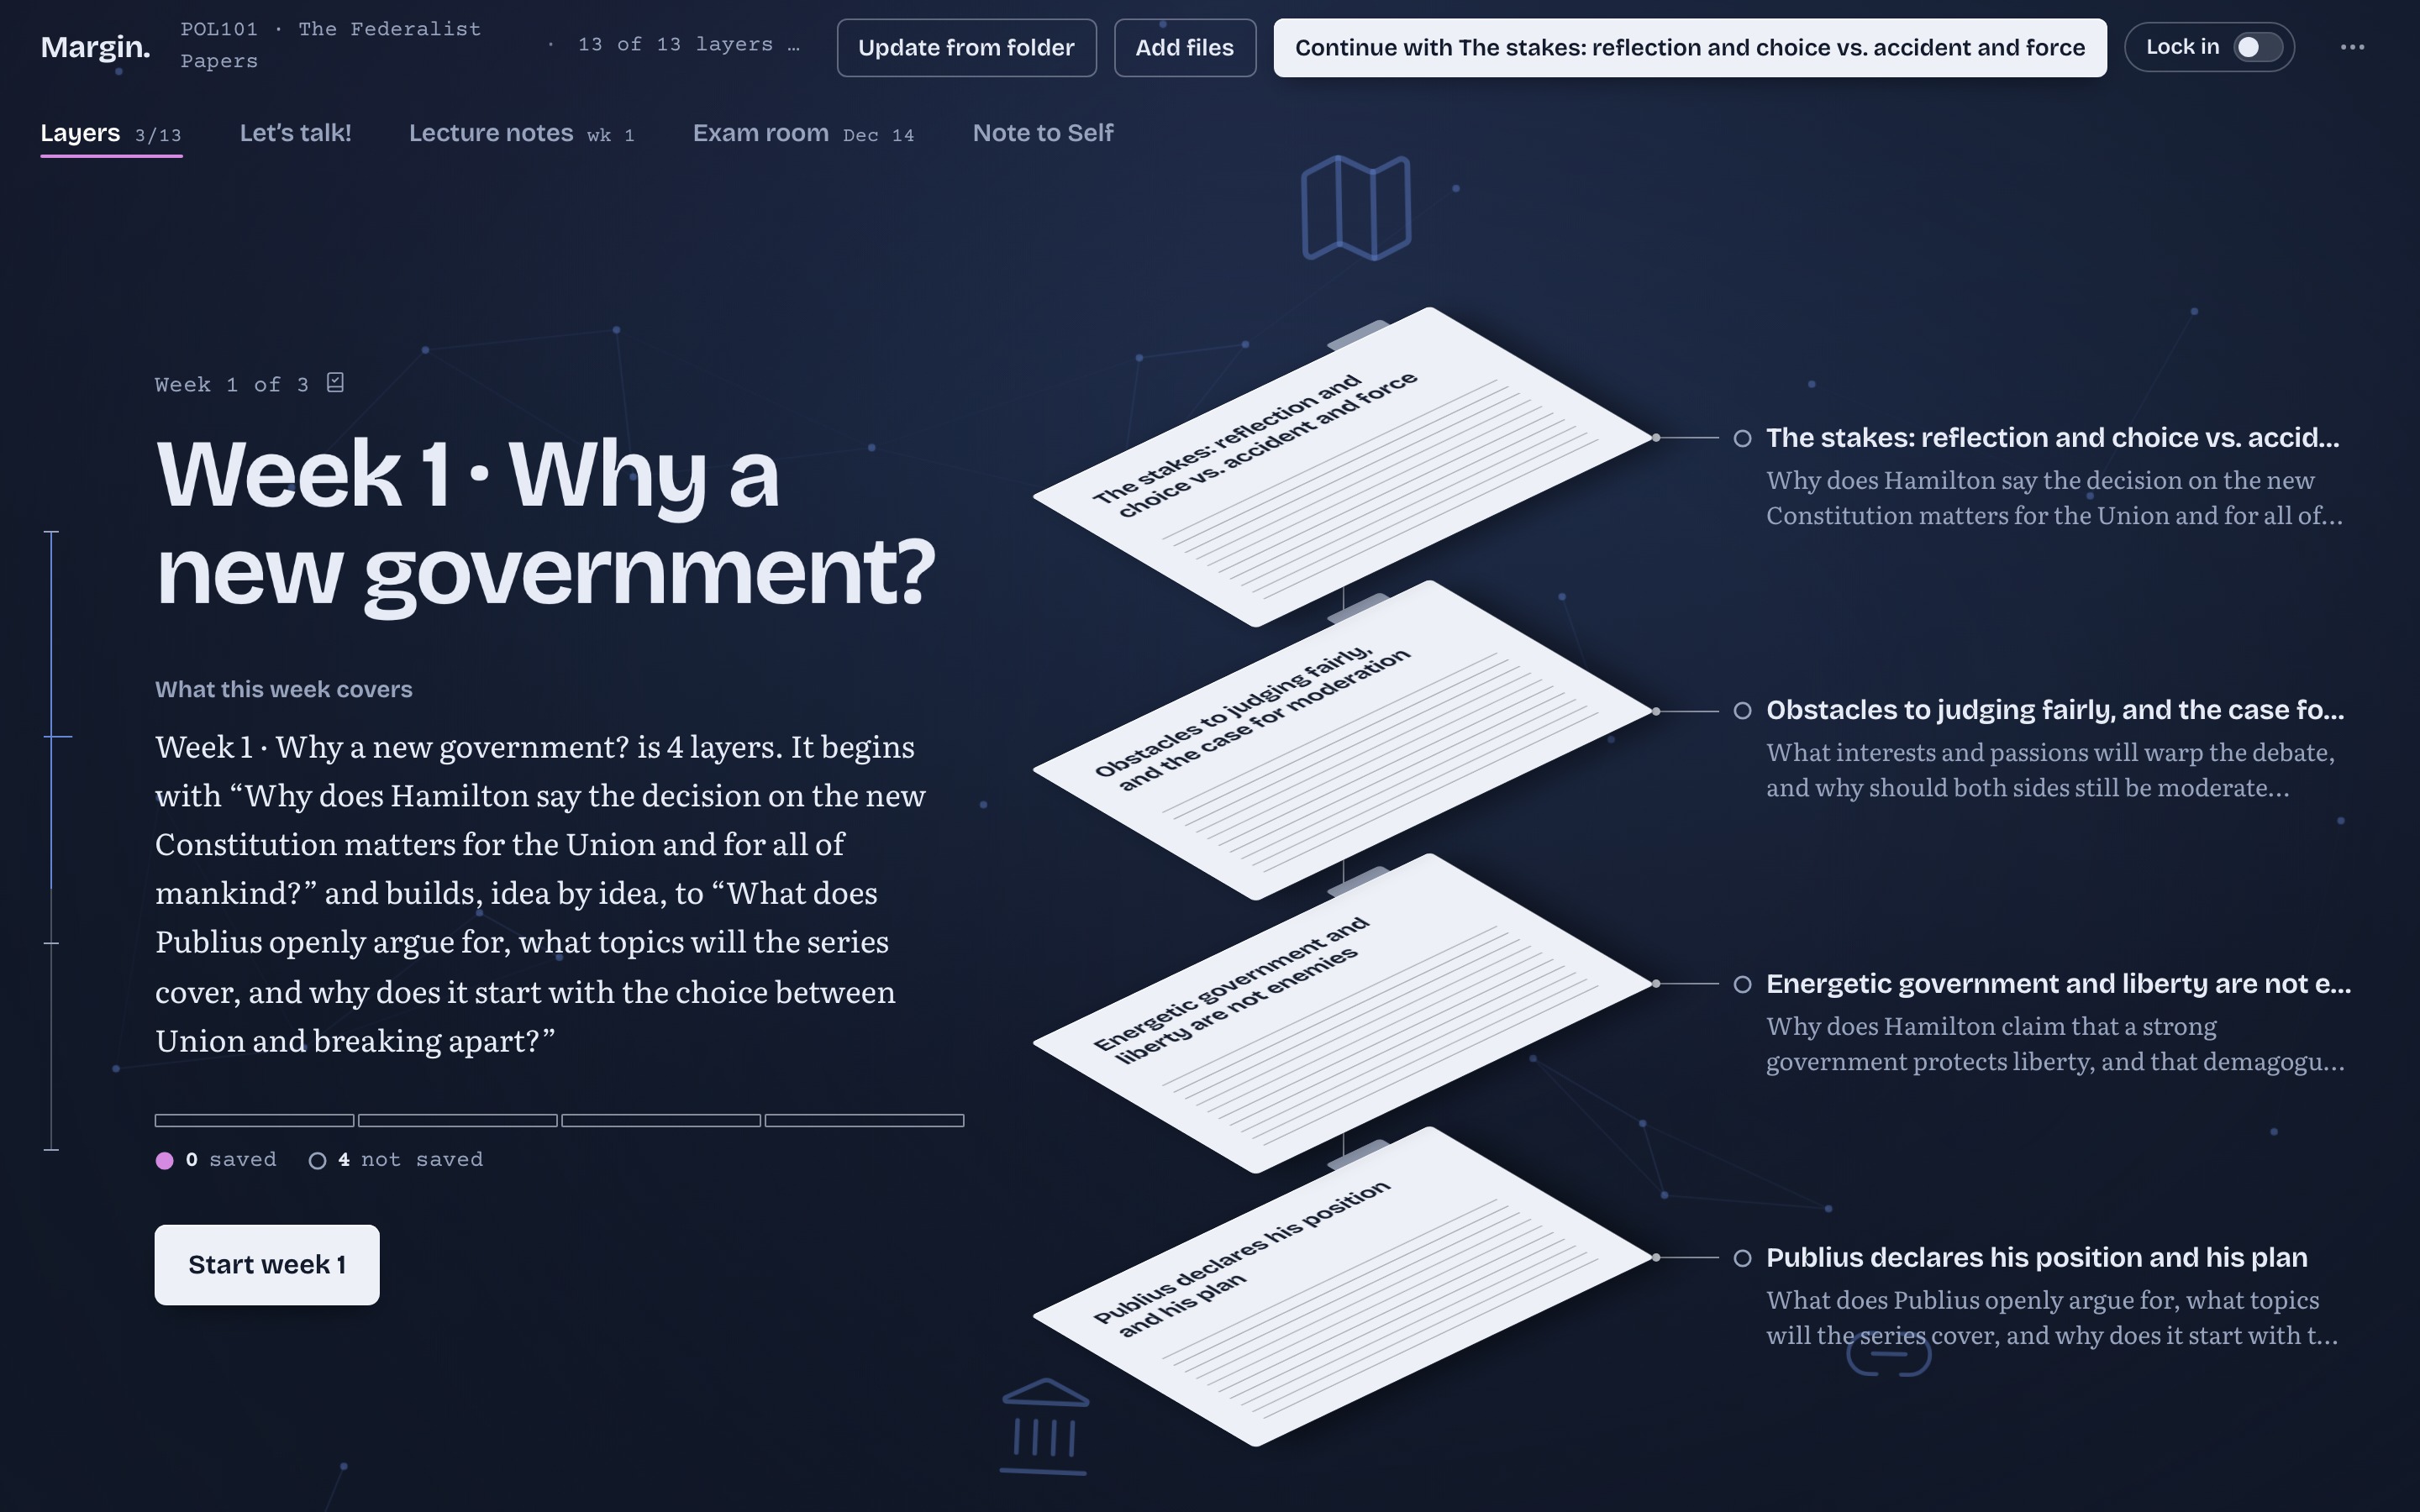 Margin.
POL101 · The Federalist
Papers
· 13 of 13 layers …
Update from folder
Add files
Continue with The stakes: reflection and choice vs. accident and force
Lock in
Layers 3/13
Let’s talk!
Lecture notes wk 1
Exam room Dec 14
Note to Self
Week 1 of 3
Week 1 · Why a
new government?
What this week covers
Week 1 · Why a new government? is 4 layers. It begins
with “Why does Hamilton say the decision on the new
Constitution matters for the Union and for all of
mankind?” and builds, idea by idea, to “What does
Publius openly argue for, what topics will the series
cover, and why does it start with the choice between
Union and breaking apart?”
0 saved
4 not saved
Start week 1
The stakes: reflection and
choice vs. accident and force
Obstacles to judging fairly,
and the case for moderation
Energetic government and
liberty are not enemies
Publius declares his position
and his plan
The stakes: reflection and choice vs. accid…
Why does Hamilton say the decision on the new
Constitution matters for the Union and for all of…
Obstacles to judging fairly, and the case fo…
What interests and passions will warp the debate,
and why should both sides still be moderate…
Energetic government and liberty are not e…
Why does Hamilton claim that a strong
government protects liberty, and that demagogu…
Publius declares his position and his plan
What does Publius openly argue for, what topics
will the series cover, and why does it start with t…